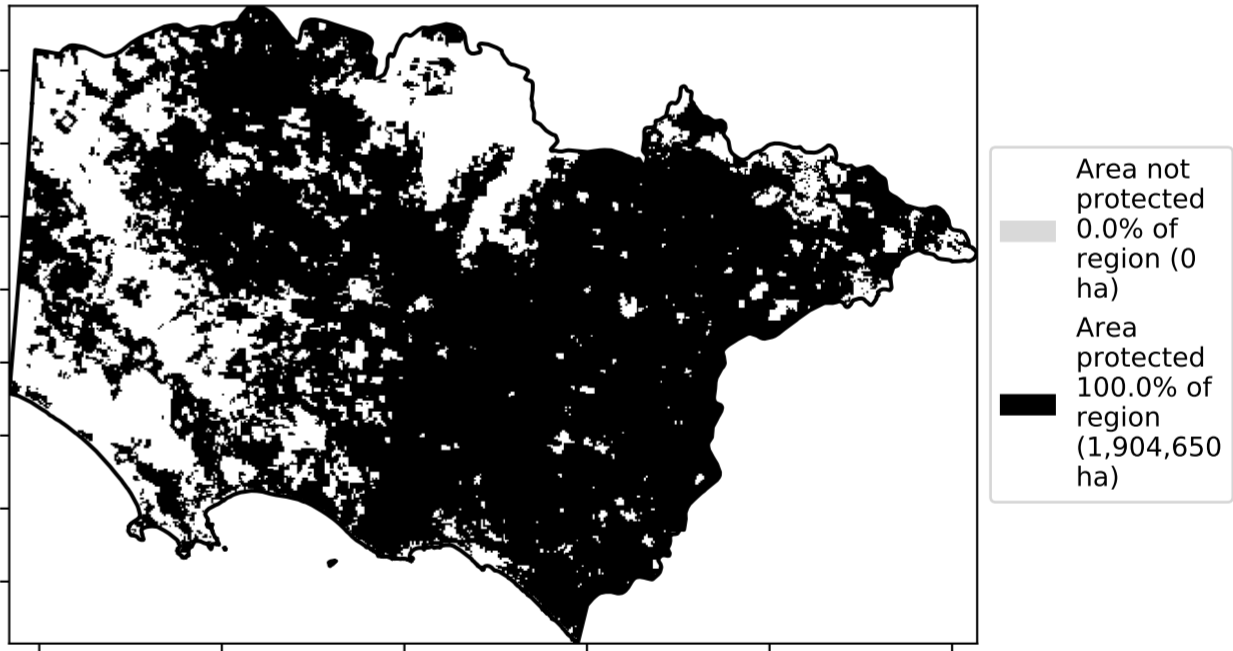 Area not
protected
0.0% of
region (0
ha)
Area
protected
100.0% of
region
(1,904,650
ha)